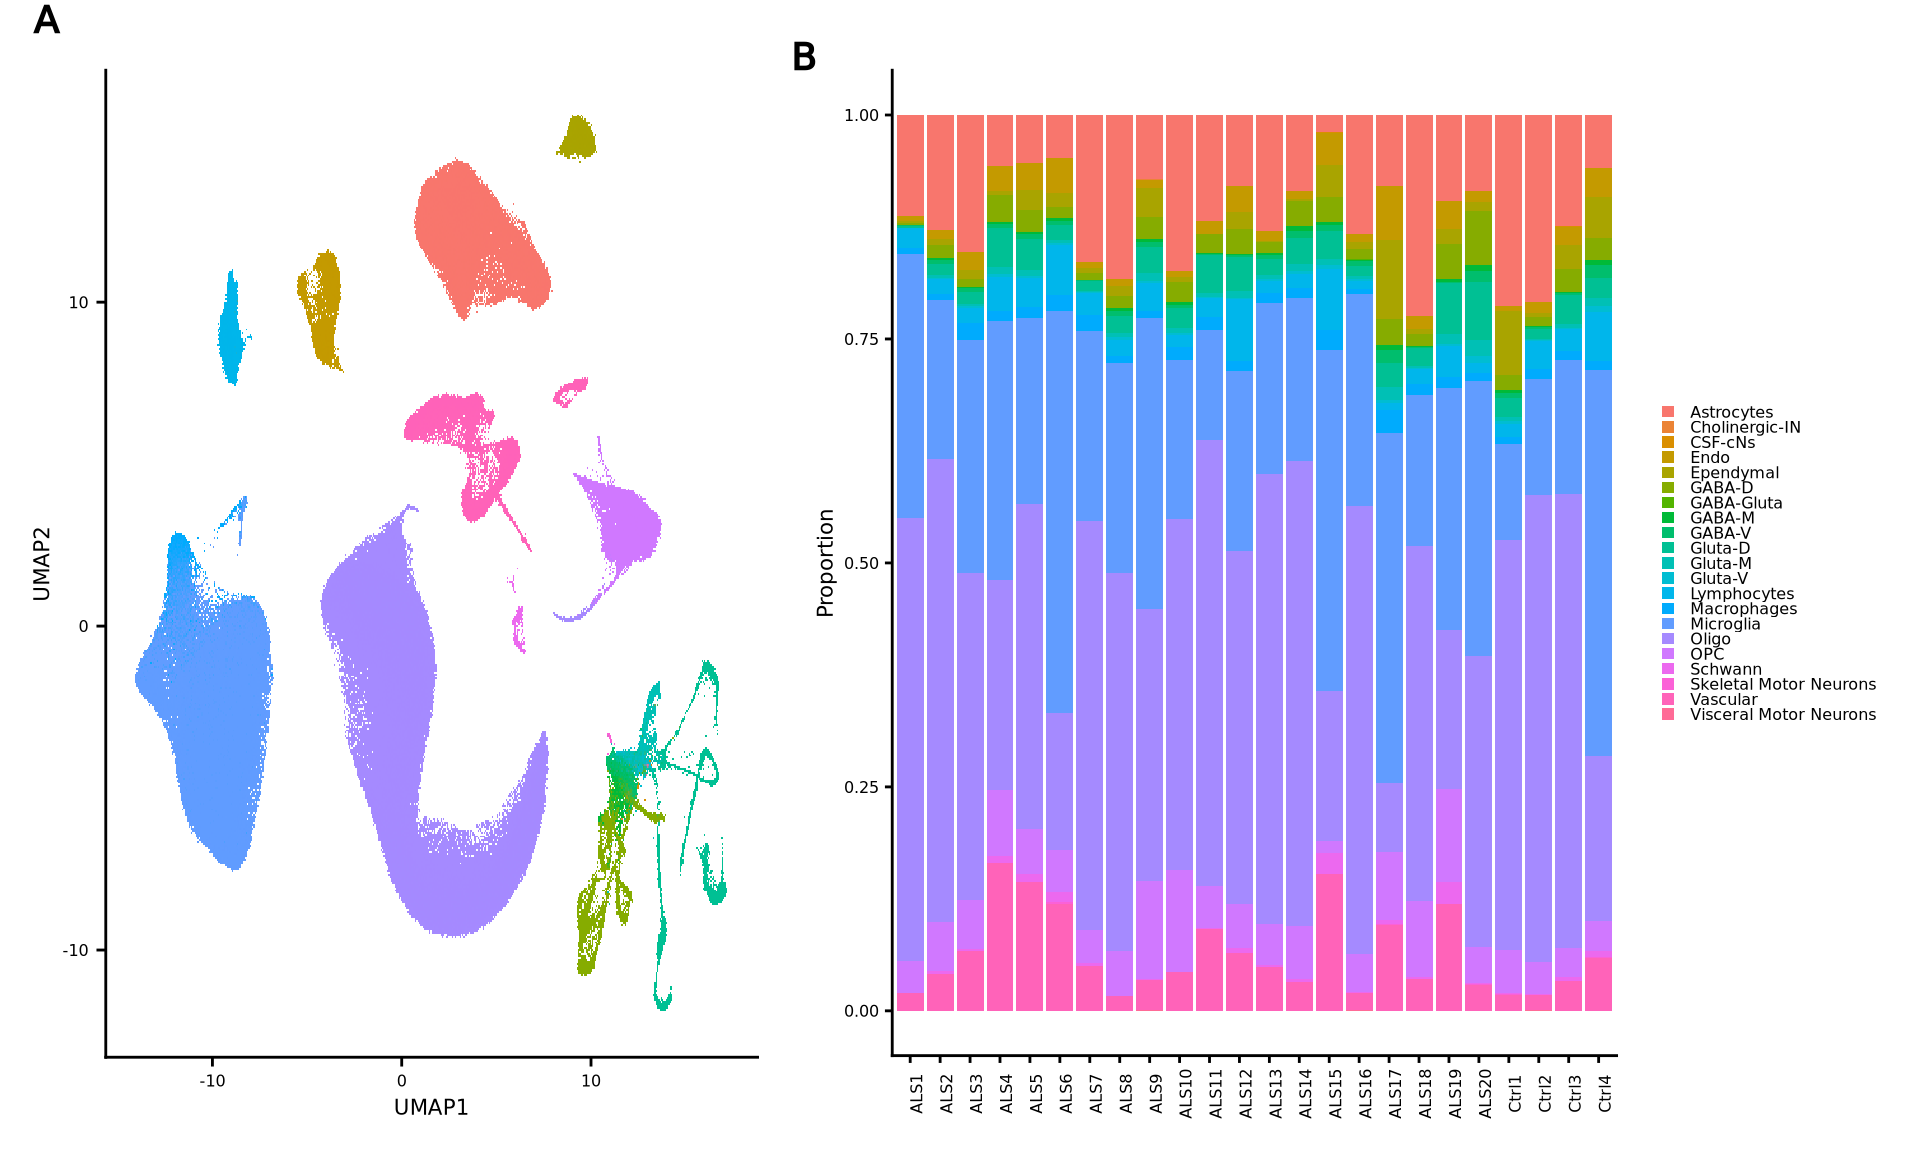 A
B
UMAP2
10
0
-10
-10
0
10
UMAP1
Proportion
1.00
0.75
0.50
0.25
0.00
ALS1
ALS2
ALS3
ALS4
ALS5
ALS6
ALS7
ALS8
ALS9
ALS10
ALS11
ALS12
ALS13
ALS14
ALS15
ALS16
ALS17
ALS18
ALS19
ALS20
Ctrl1
Ctrl2
Ctrl3
Ctrl4
Astrocytes
Cholinergic-IN
CSF-cNs
Endo
Ependymal
GABA-D
GABA-Gluta
GABA-M
GABA-V
Gluta-D
Gluta-M
Gluta-V
Lymphocytes
Macrophages
Microglia
Oligo
OPC
Schwann
Skeletal Motor Neurons
Vascular
Visceral Motor Neurons